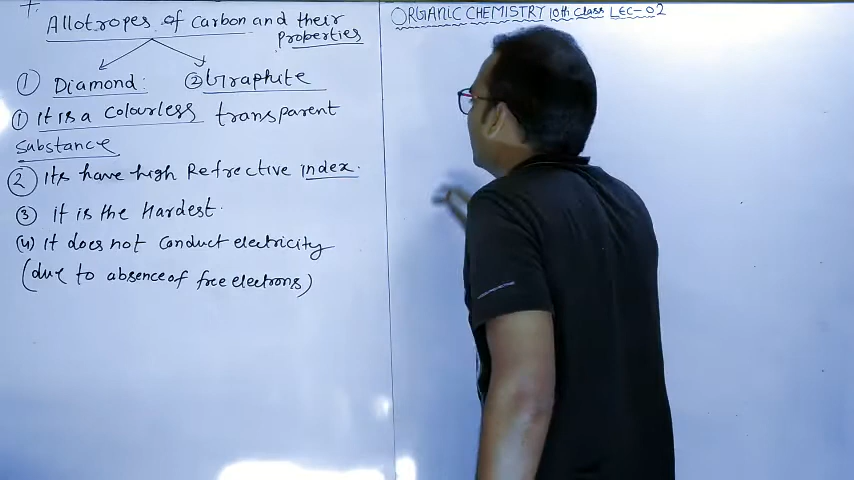 Allotropes of Carbon and their
properties
① Diamond: ② Graphite
① It is a colourless transparent
Substance
② Its have high Refrective index.
③ it is the Hardest.
(4) It does not conduct electricity
(due to absence of free electrons)
ORGANIC CHEMISTRY 10th Class LEC-02